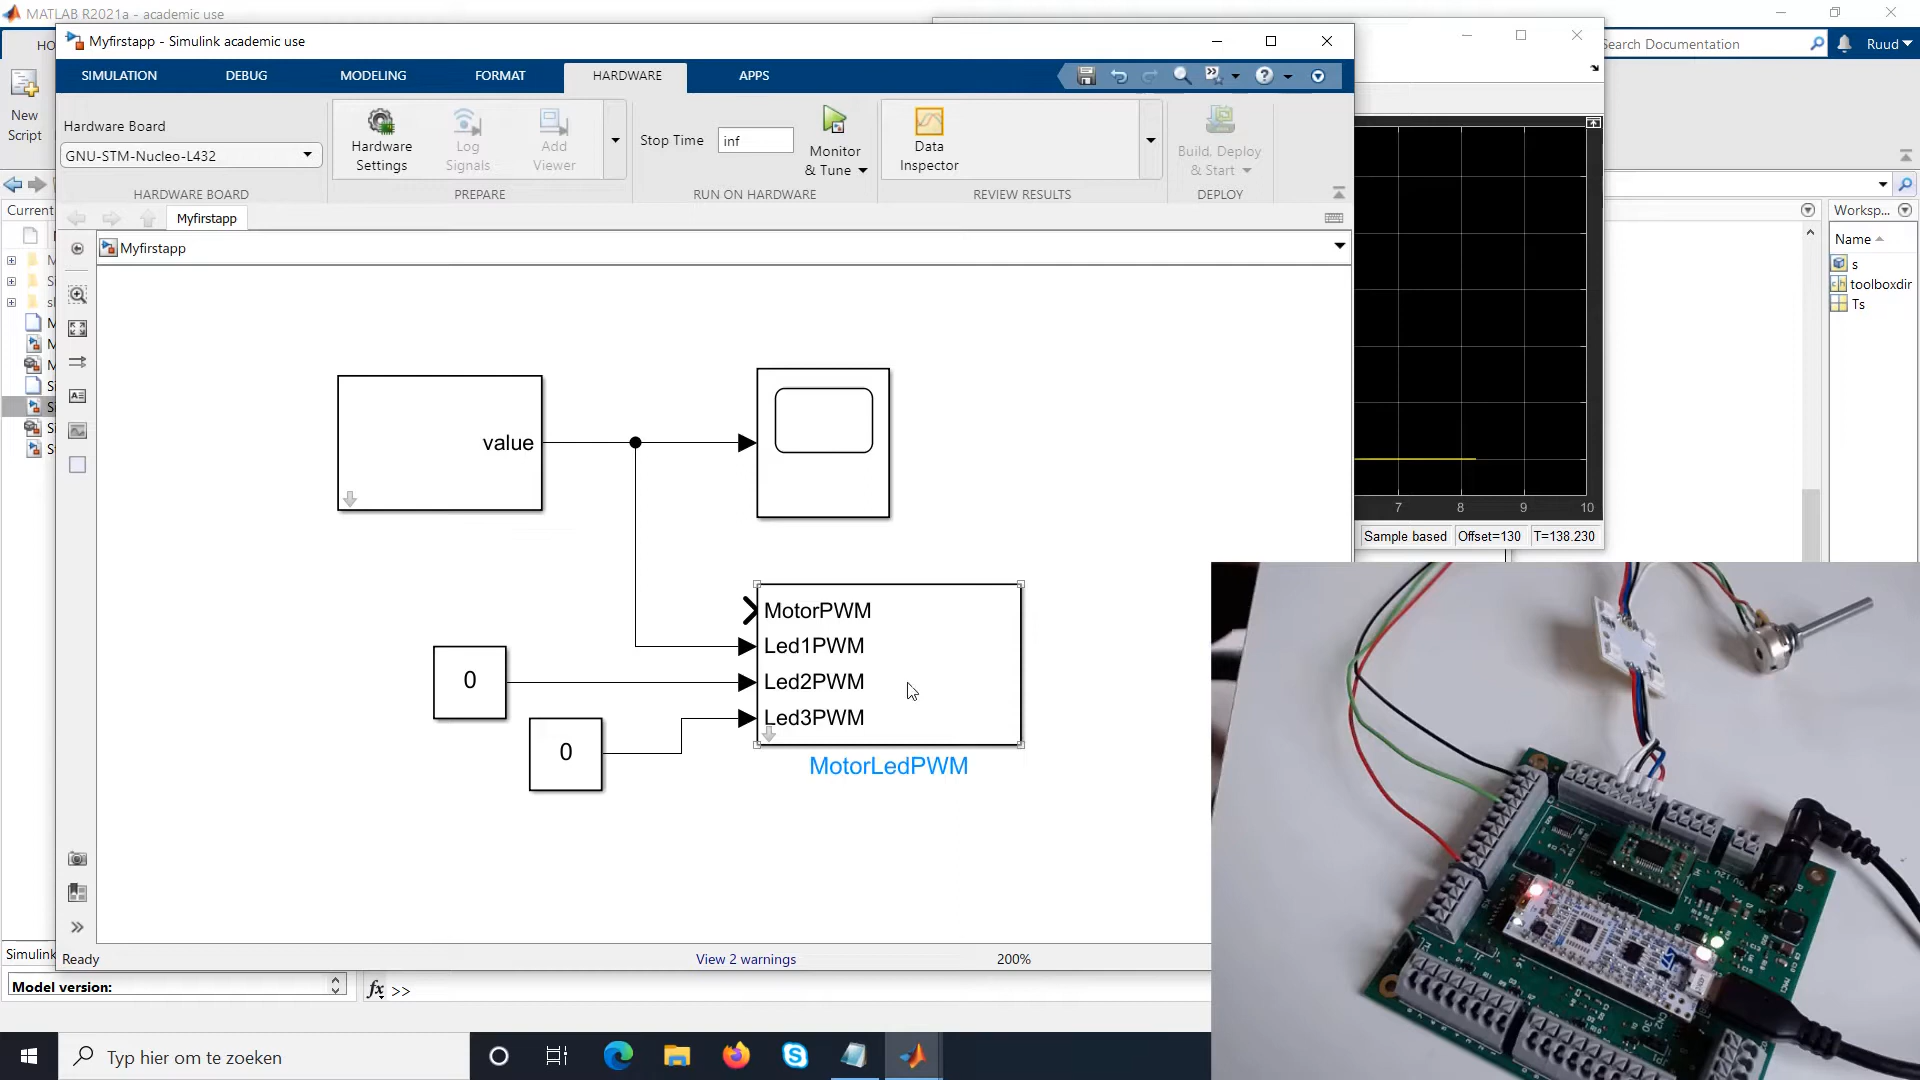 MATLAB R2021a - academic use
HO
Search Documentation
Ruud
New
Script
Myfirstapp - Simulink academic use
SIMULATION
DEBUG
MODELING
FORMAT
HARDWARE
APPS
Hardware Board
GNU-STM-Nucleo-L432
HARDWARE BOARD
Hardware
Settings
Log
Signals
Add
Viewer
PREPARE
Stop Time
inf
Monitor
& Tune
RUN ON HARDWARE
Data
Inspector
REVIEW RESULTS
Build, Deploy
& Start
DEPLOY
Current
Myfirstapp
Myfirstapp
Worksp...
Name
s
toolboxdir
Ts
value
MotorPWM
Led1PWM
Led2PWM
Led3PWM
0
0
MotorLedPWM
7
8
9
10
Sample based
Offset=130
T=138.230
Ready
View 2 warnings
200%
Simulink
Model version:
fx >>
Typ hier om te zoeken